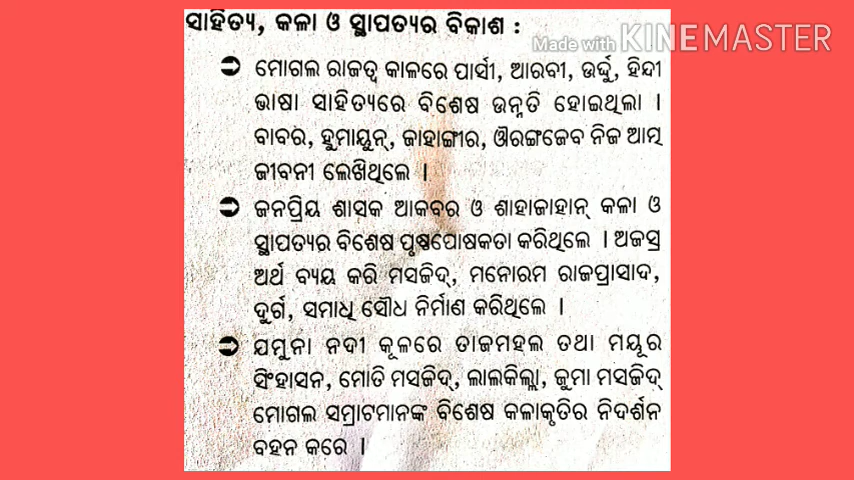 ସାହିତ୍ୟ, କଳା ଓ ସ୍ଥାପତ୍ୟର ବିକାଶ :
Made with KINEMASTER
➲ ମୋଗଲ ରାଜତ୍ୱ କାଳରେ ପାର୍ସୀ, ଆରବୀ, ଉର୍ଦ୍ଦୁ, ହିନ୍ଦୀ
ଭାଷା ସାହିତ୍ୟରେ ବିଶେଷ ଉନ୍ନତି ହୋଇଥିଲା ।
ବାବର, ହୁମାୟୁନ୍, ଜାହାଙ୍ଗୀର, ଔରଙ୍ଗଜେବ ନିଜ ଆତ୍ମ
ଜୀବନୀ ଲେଖିଥିଲେ ।
➲ ଜନପ୍ରିୟ ଶାସକ ଆକବର ଓ ଶାହାଜାହାନ୍ କଳା ଓ
ସ୍ଥାପତ୍ୟର ବିଶେଷ ପୃଷ୍ଠପୋଷକତା କରିଥିଲେ । ଅଜସ୍ର
ଅର୍ଥ ବ୍ୟୟ କରି ମସଜିଦ୍, ମନୋରମ ରାଜପ୍ରାସାଦ,
ଦୁର୍ଗ, ସମାଧି ସୌଧ ନିର୍ମାଣ କରିଥିଲେ ।
➲ ଯମୁନା ନଦୀ କୂଳରେ ତାଜମହଲ ତଥା ମୟୂର
ସିଂହାସନ, ମୋତି ମସଜିଦ୍, ଲାଲକିଲ୍ଲା, ଜୁମା ମସଜିଦ୍
ମୋଗଲ ସମ୍ରାଟମାନଙ୍କ ବିଶେଷ କଳାକୃତିର ନିଦର୍ଶନ
ବହନ କରେ ।